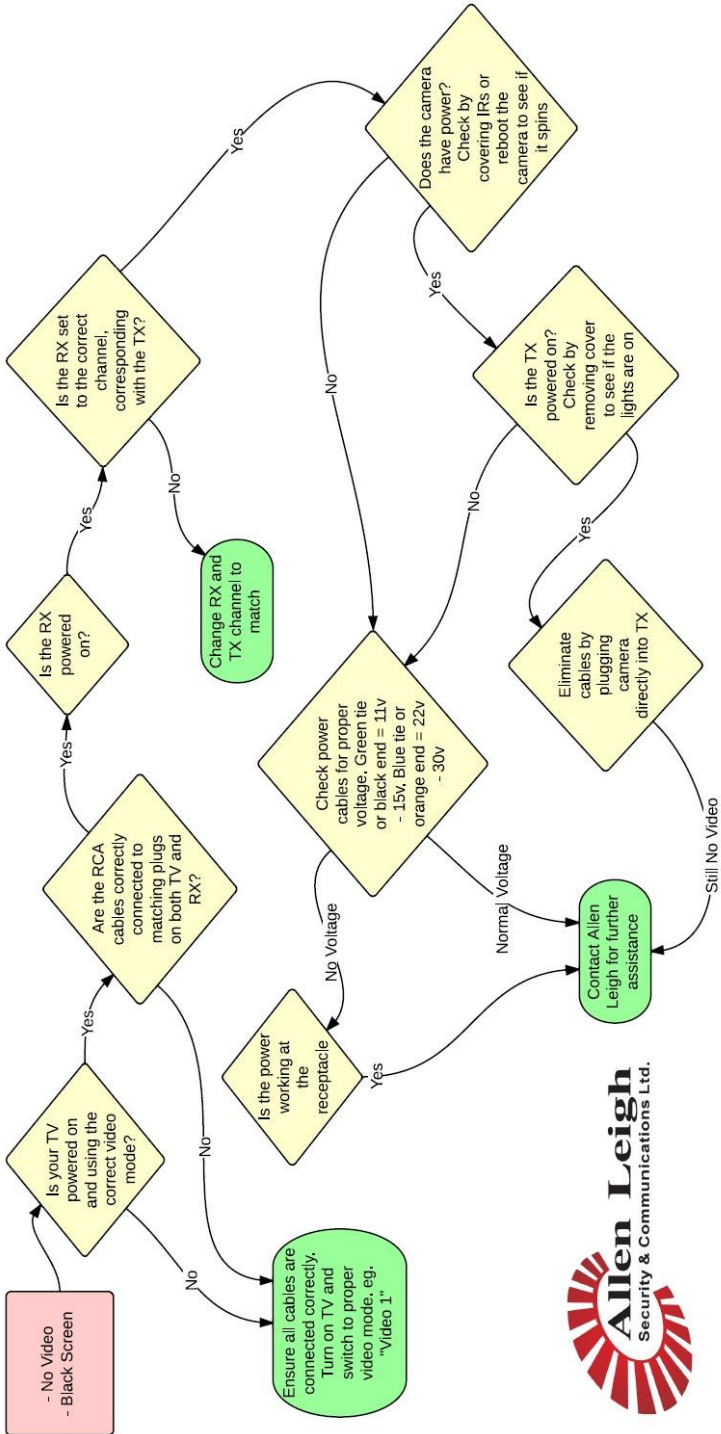 - No Video
- Black Screen
Is your TV
powered on
and using the
correct video
mode?
Yes
No
Are the RCA
cables correctly
connected to
matching plugs
on both TV and
RX?
Yes
No
Ensure all cables are
connected correctly.
Turn on TV and
switch to proper
video mode. eg.
"Video 1"
Is the RX
powered
on?
Yes
Is the RX set
to the correct
channel,
corresponding
with the TX?
Yes
No
Change RX and
TX channel to
match
Does the camera
have power?
Check by
covering IRs or
reboot the
camera to see if
it spins
No
Yes
Is the TX
powered on?
Check by
removing cover
to see if the
lights are on
No
Yes
Check power
cables for proper
voltage. Green tie
or black end = 11v
- 15v, Blue tie or
orange end = 22v
- 30v
No Voltage
Normal Voltage
Is the power
working at
the
receptacle
Yes
Eliminate
cables by
plugging
camera
directly into TX
Still No Video
Contact Allen
Leigh for further
assistance
Allen Leigh
Security & Communications Ltd.